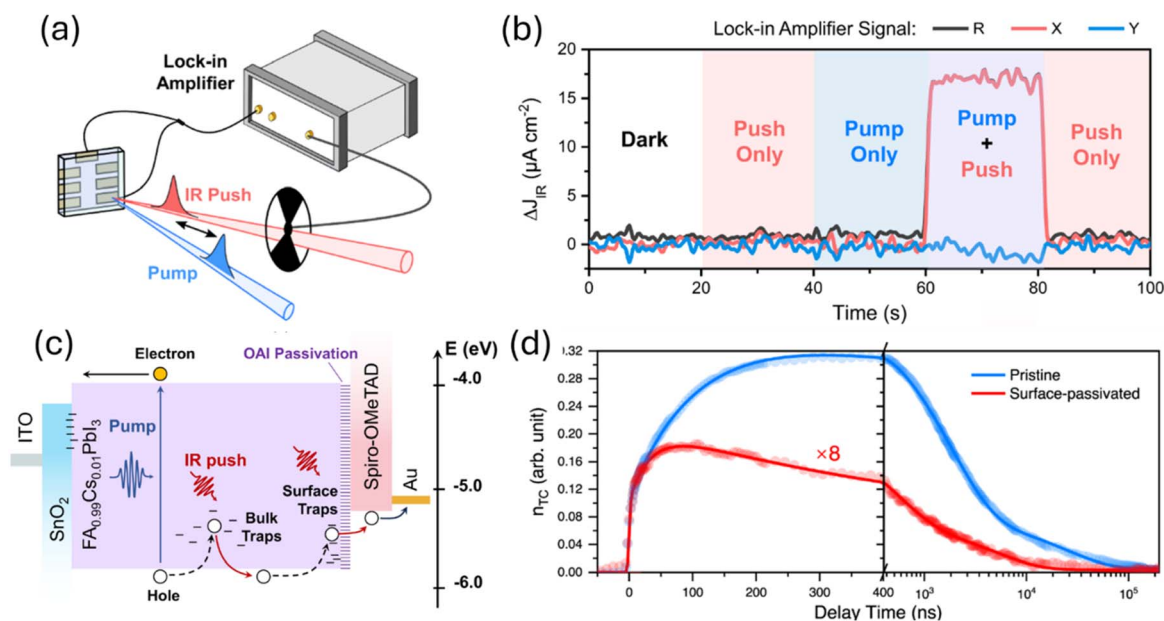 (a)
Lock-in
Amplifier
IR Push
Pump
(b)
Lock-in Amplifier Signal: R X Y
ΔJIR (µA cm-2)
20
15
10
5
0
Dark
Push
Only
Pump
Only
Pump
+
Push
Push
Only
0 20 40 60 80 100
Time (s)
(c)
Electron
OAI Passivation
E (eV)
-4.0
-5.0
-6.0
ITO
SnO2
FA0.99Cs0.01PbI3
Pump
IR push
Bulk
Traps
Surface
Traps
Hole
Spiro-OMeTAD
Au
(d)
nTC (arb. unit)
0.32
0.28
0.24
0.20
0.16
0.12
0.08
0.04
0.00
Pristine
Surface-passivated
×8
0 100 200 300 400 10³ 10⁴ 10⁵
Delay Time (ns)